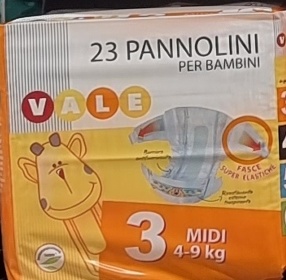 23 PANNOLINI
PER BAMBINI
VALE
FASCE
SUPER ELASTICHE
3 MIDI
4-9 kg